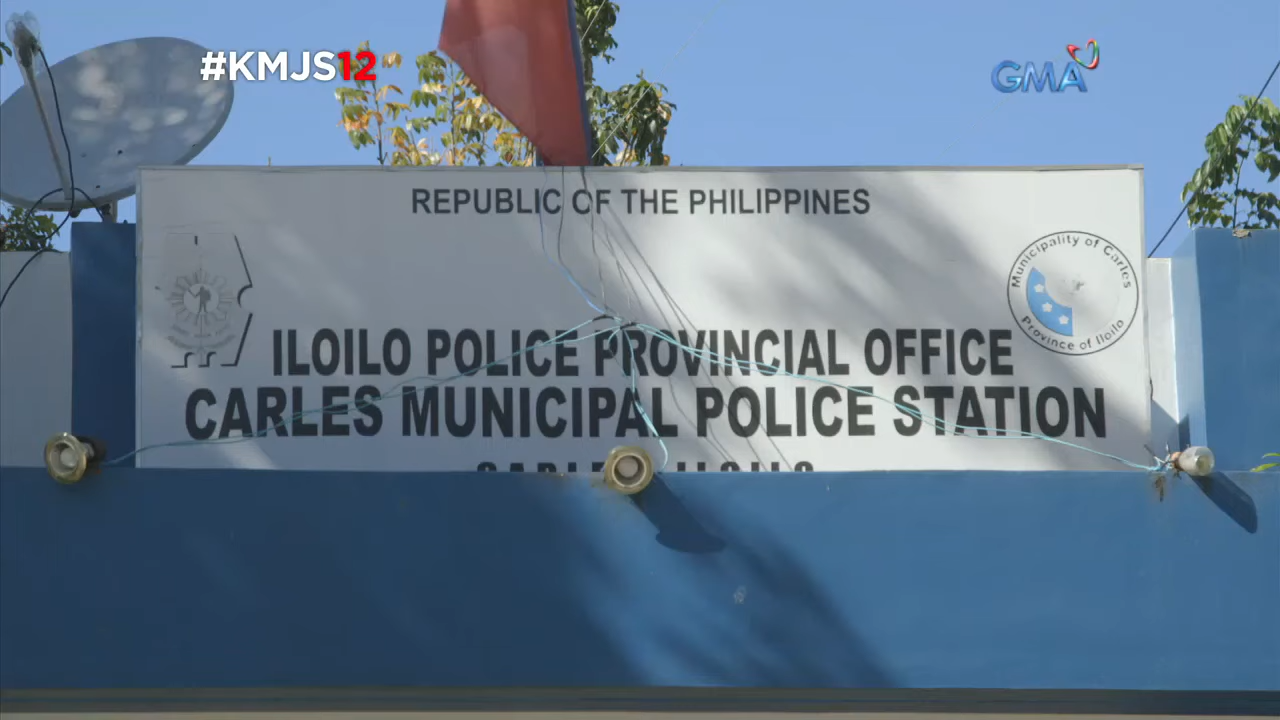 #KMJS12
GMA
REPUBLIC OF THE PHILIPPINES
Municipality of Carles
Province of Iloilo
ILOILO POLICE PROVINCIAL OFFICE
CARLES MUNICIPAL POLICE STATION